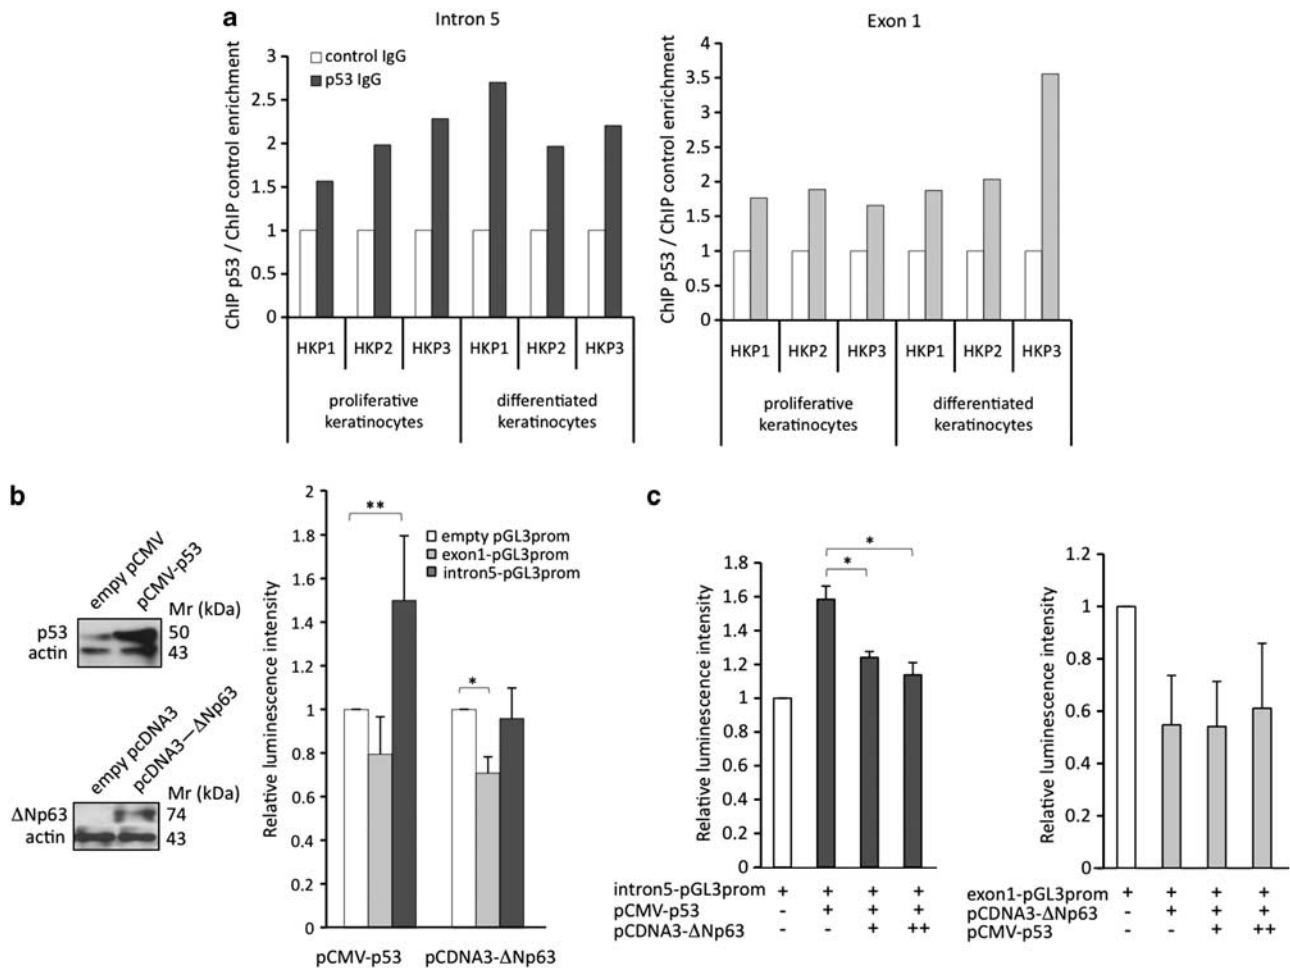 a
Intron 5
Exon 1
ChIP p53 / ChIP control enrichment
3
2.5
2
1.5
1
0.5
0
control IgG
p53 IgG
HKP1 HKP2 HKP3 HKP1 HKP2 HKP3
proliferative keratinocytes
differentiated keratinocytes
ChIP p53 / ChIP control enrichment
4
3.5
3
2.5
2
1.5
1
0.5
0
HKP1 HKP2 HKP3 HKP1 HKP2 HKP3
proliferative keratinocytes
differentiated keratinocytes
b
empy pCMV
pCMV-p53
Mr (kDa)
p53 50
actin 43
empy pcDNA3
pcDNA3—ΔNp63
Mr (kDa)
ΔNp63 74
actin 43
Relative luminescence intensity
2
1.8
1.6
1.4
1.2
1
0.8
0.6
0.4
0.2
0
**
*
empty pGL3prom
exon1-pGL3prom
intron5-pGL3prom
pCMV-p53 pCDNA3-ΔNp63
c
Relative luminescence intensity
1.8
1.6
1.4
1.2
1
0.8
0.6
0.4
0.2
0
*
*
intron5-pGL3prom + + + +
pCMV-p53 - + + +
pCDNA3-ΔNp63 - - + ++
Relative luminescence intensity
1.2
1
0.8
0.6
0.4
0.2
0
exon1-pGL3prom + + + +
pCDNA3-ΔNp63 - + + +
pCMV-p53 - - + ++